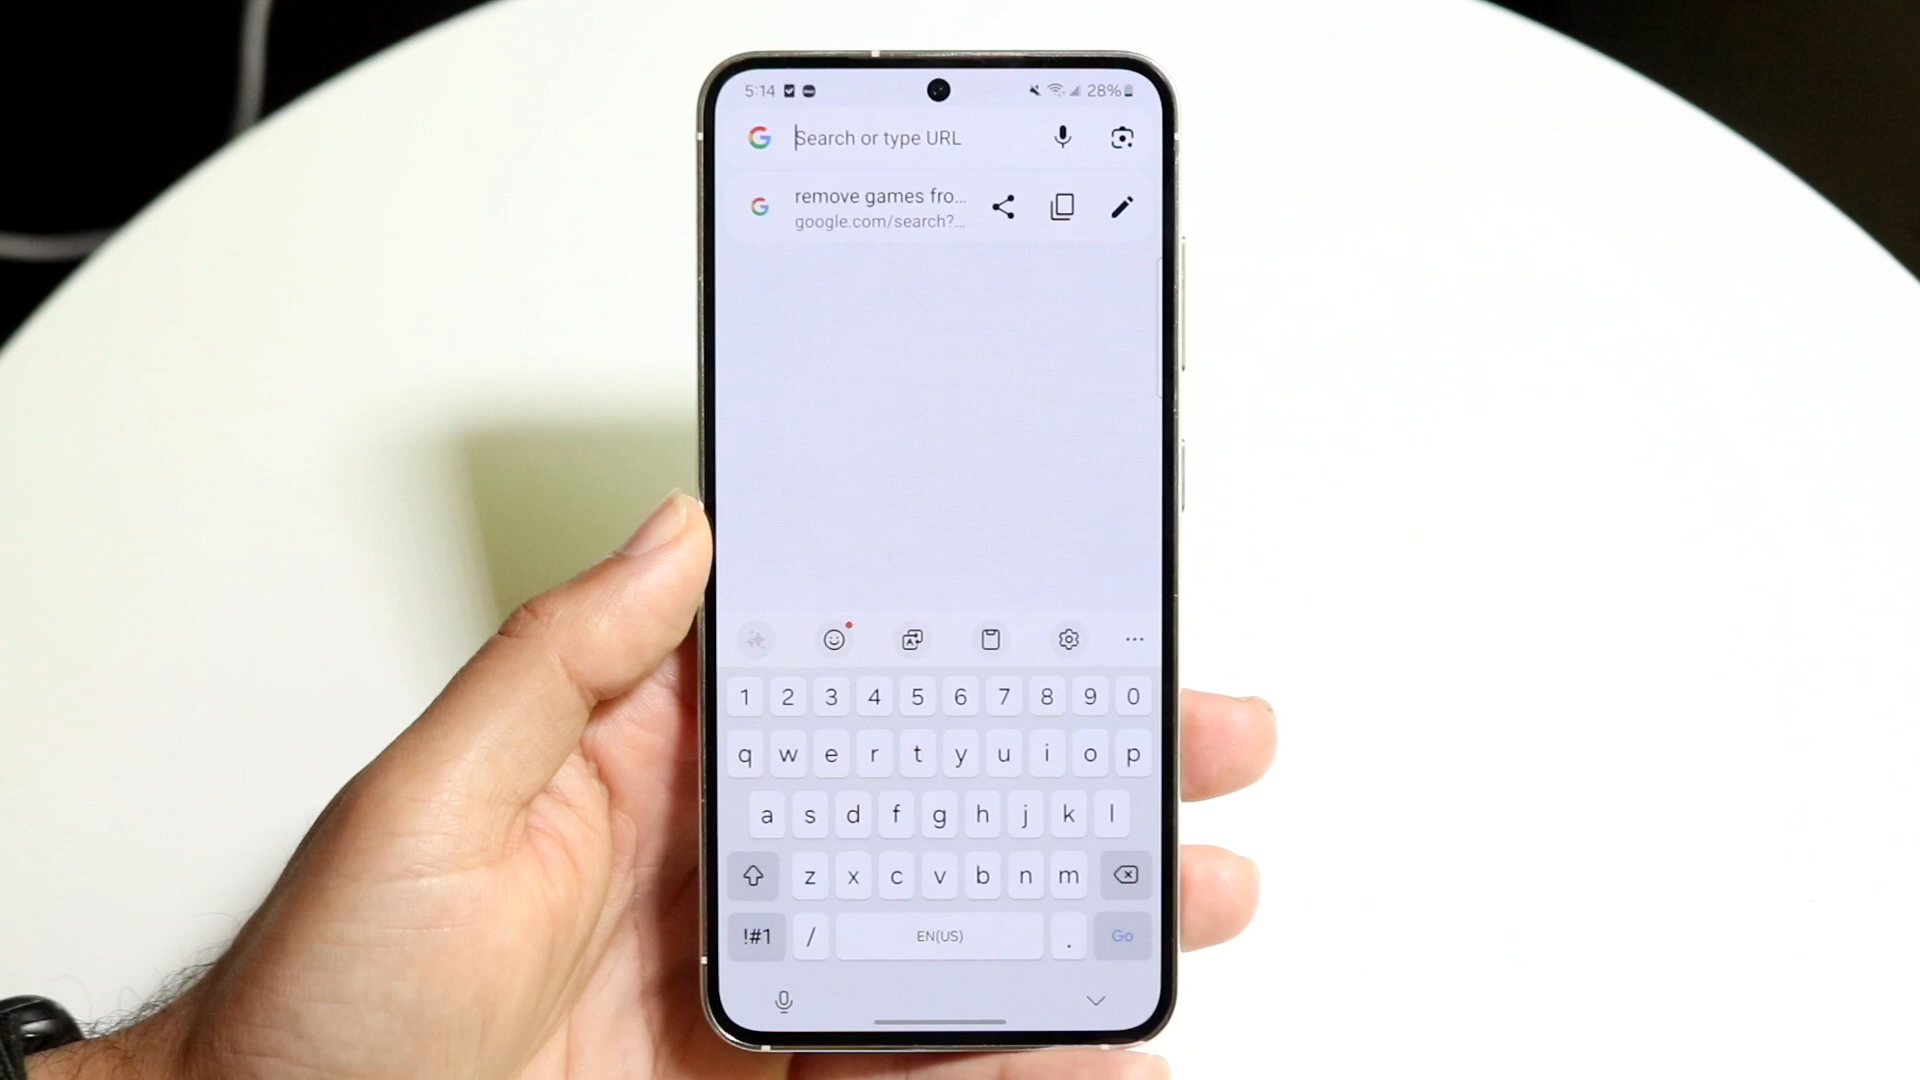 5:14 28%
Search or type URL
remove games fro...
google.com/search?...
1 2 3 4 5 6 7 8 9 0
q w e r t y u i o p
a s d f g h j k l
z x c v b n m
!#1 / EN(US) . Go